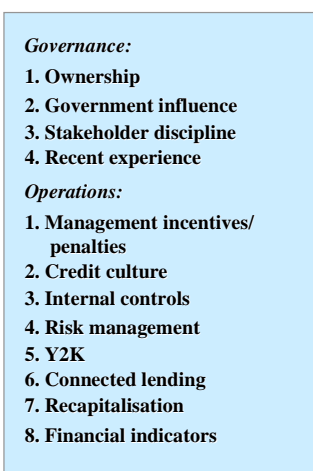 Governance:
1. Ownership
2. Government influence
3. Stakeholder discipline
4. Recent experience
Operations:
1. Management incentives/
penalties
2. Credit culture
3. Internal controls
4. Risk management
5. Y2K
6. Connected lending
7. Recapitalisation
8. Financial indicators